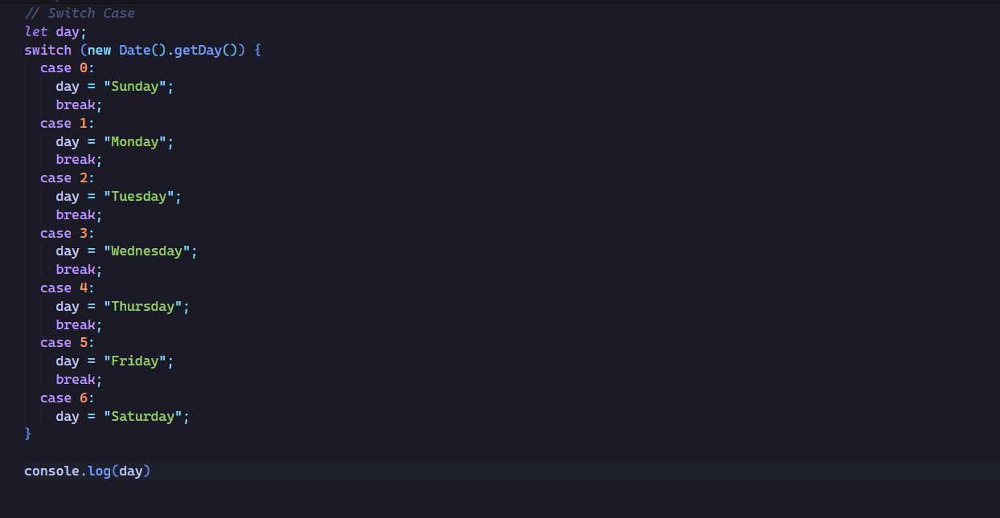 // Switch Case
let day;
switch (new Date().getDay()) {
  case 0:
    day = "Sunday";
    break;
  case 1:
    day = "Monday";
    break;
  case 2:
    day = "Tuesday";
    break;
  case 3:
    day = "Wednesday";
    break;
  case 4:
    day = "Thursday";
    break;
  case 5:
    day = "Friday";
    break;
  case 6:
    day = "Saturday";
}

console.log(day)